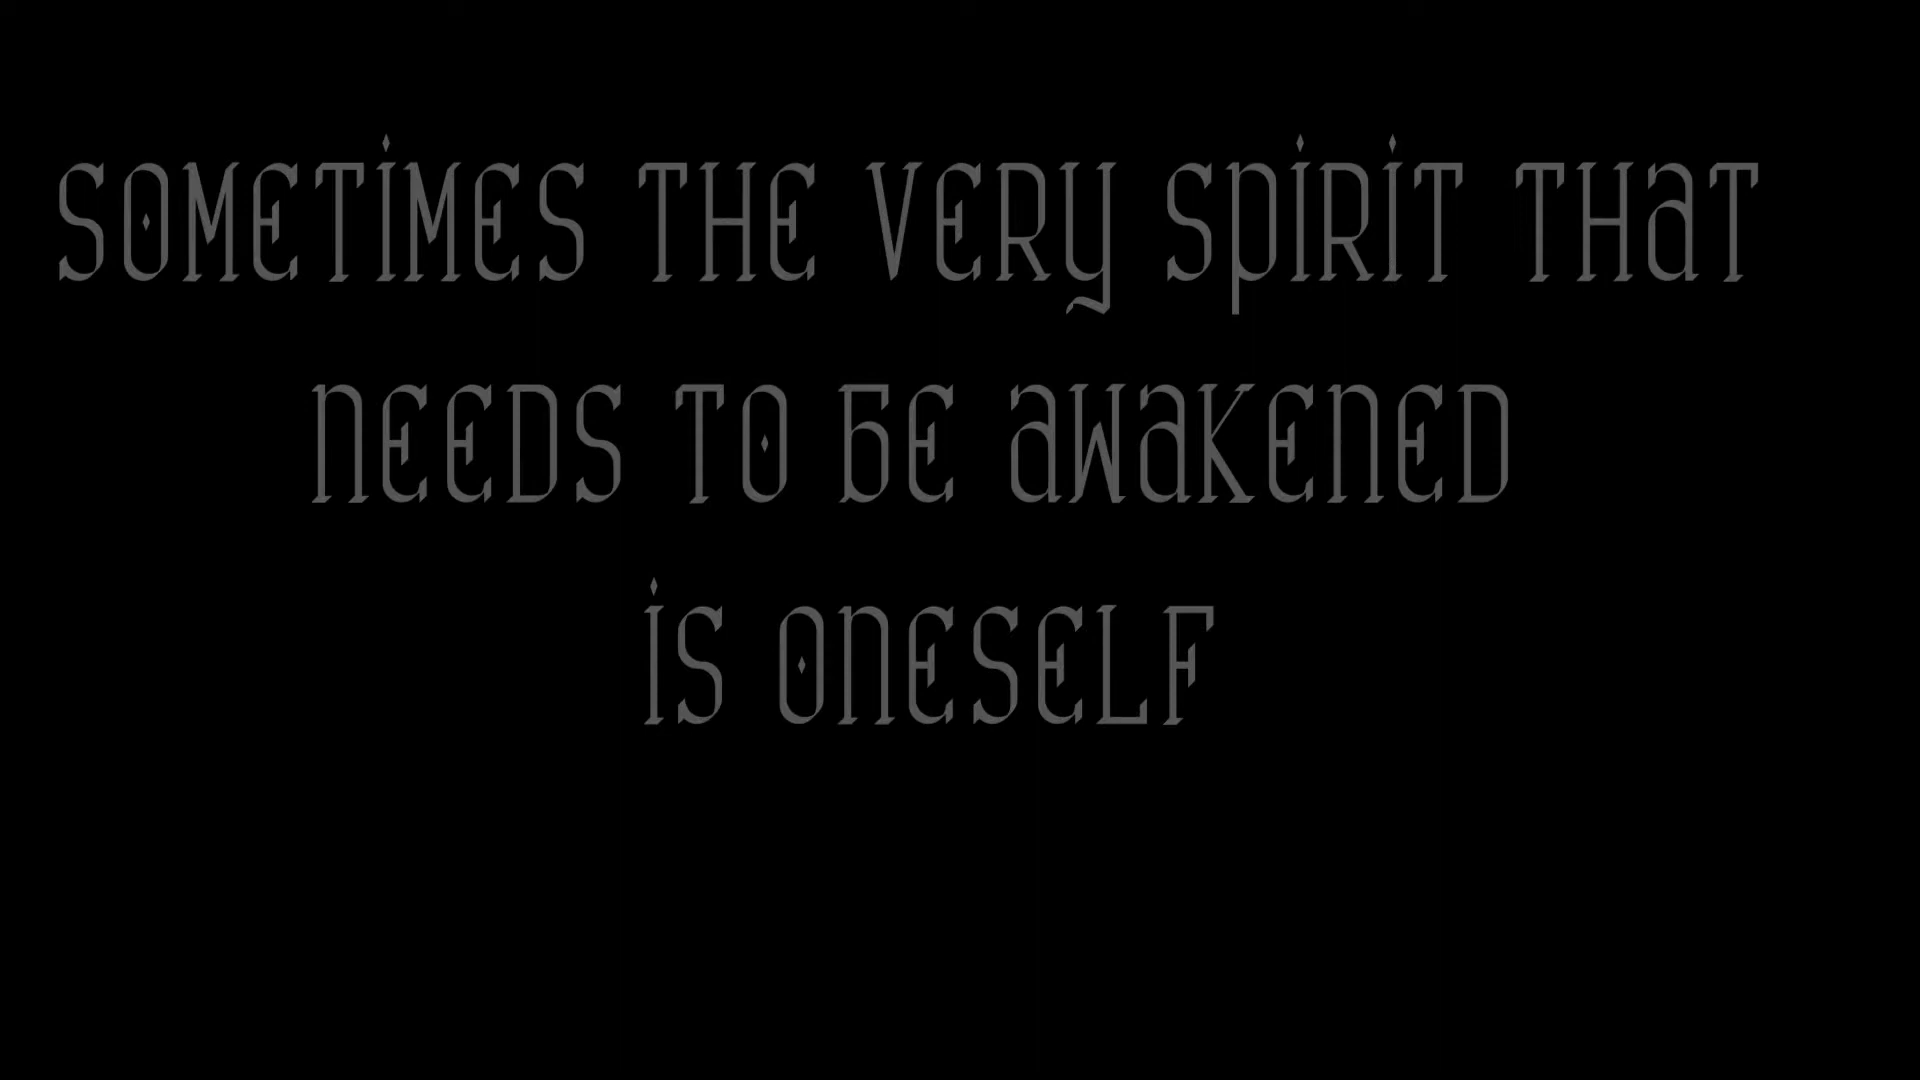 SOMETIMES THE VERY SPIRIT THAT
NEEDS TO BE AWAKENED
IS ONESELF